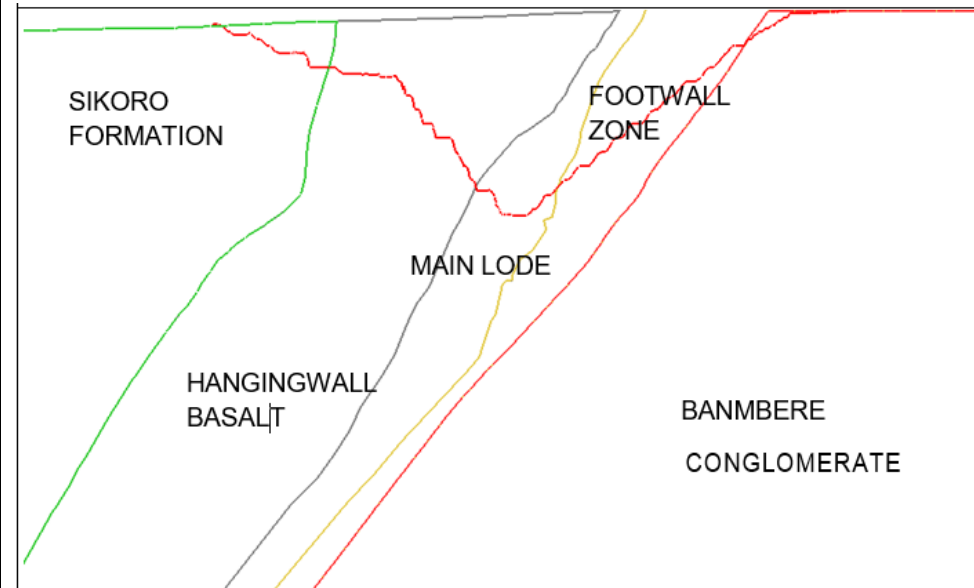 SIKORO
FORMATION
FOOTWALL
ZONE
MAIN LODE
HANGINGWALL
BASALT
BANMBERE
CONGLOMERATE